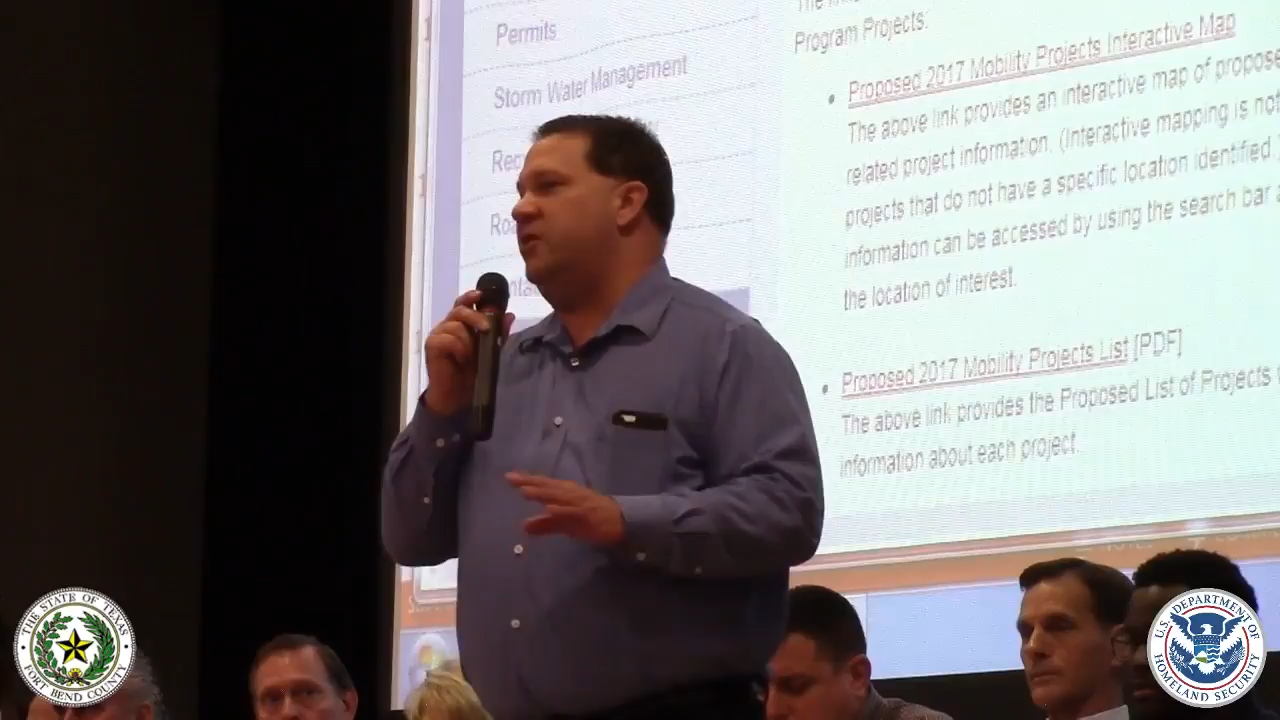 Permits
Storm Water Management
Program Projects:
Proposed 2017 Mobility Projects Interactive Map
The above link provides an interactive map of
related project information. (Interactive mapping is
projects that do not have a specific location identified
information can be accessed by using the search bar
the location of interest.
Proposed 2017 Mobility Projects List [PDF]
The above link provides the Proposed List of Projects
information about each project.
THE STATE OF TEXAS
FORT BEND COUNTY
U.S. DEPARTMENT OF
HOMELAND SECURITY